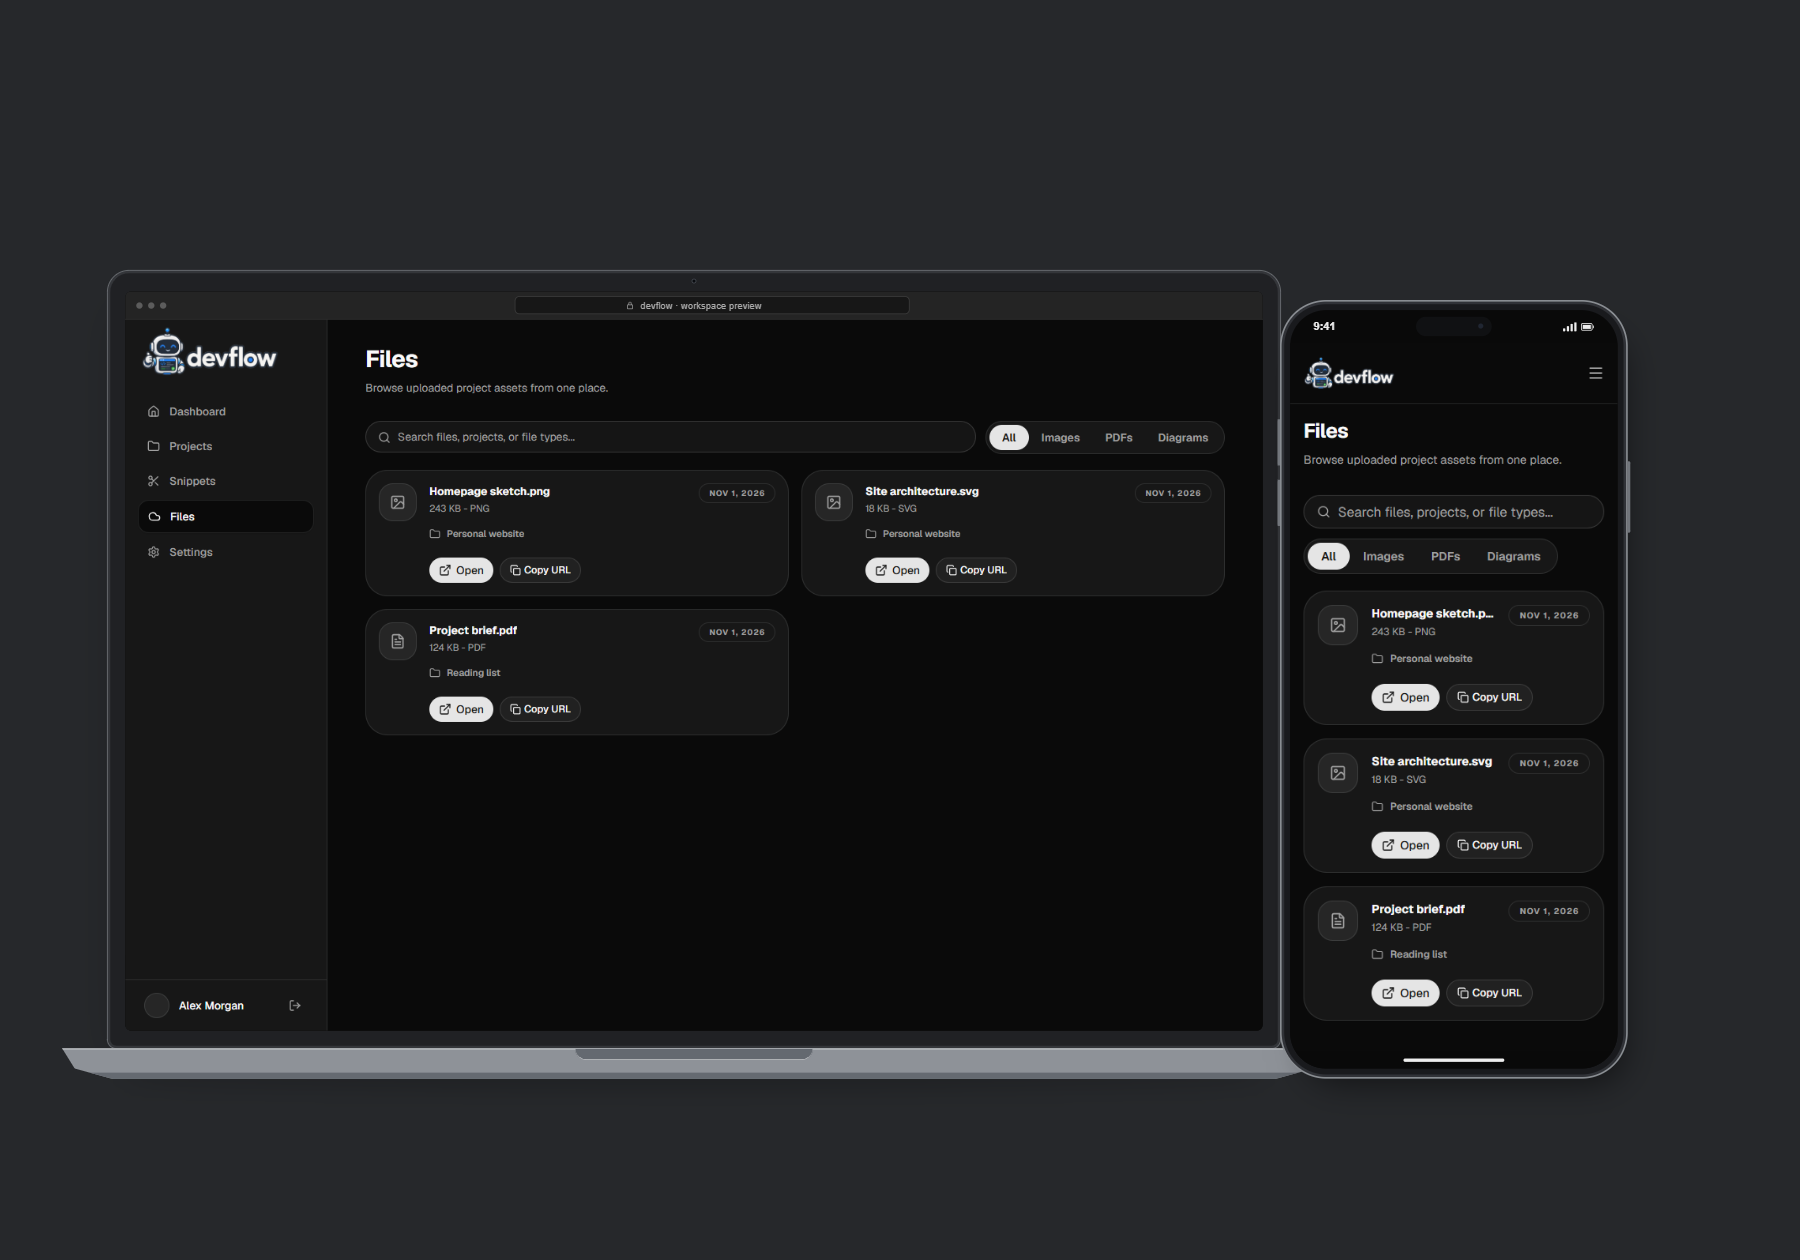 devflow · workspace preview
devflow
Dashboard
Projects
Snippets
Files
Settings
Alex Morgan
Files
Browse uploaded project assets from one place.
Search files, projects, or file types...
All Images PDFs Diagrams
Homepage sketch.png NOV 1, 2026
243 KB - PNG
Personal website
Open Copy URL
Site architecture.svg NOV 1, 2026
18 KB - SVG
Personal website
Open Copy URL
Project brief.pdf NOV 1, 2026
124 KB - PDF
Reading list
Open Copy URL
9:41
devflow
Files
Browse uploaded project assets from one place.
Search files, projects, or file types...
All Images PDFs Diagrams
Homepage sketch.p... NOV 1, 2026
243 KB - PNG
Personal website
Open Copy URL
Site architecture.svg NOV 1, 2026
18 KB - SVG
Personal website
Open Copy URL
Project brief.pdf NOV 1, 2026
124 KB - PDF
Reading list
Open Copy URL